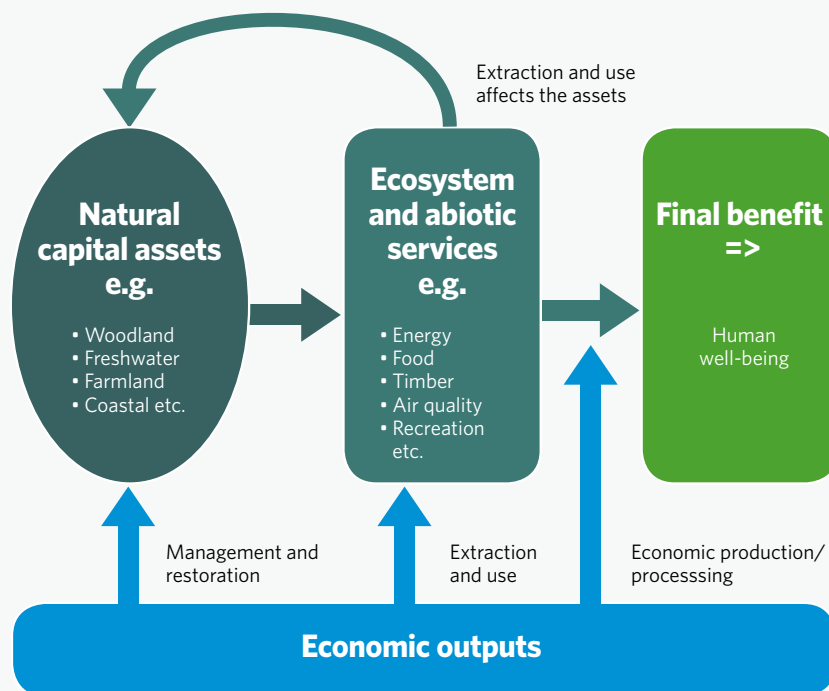 Extraction and use
affects the assets
Natural
capital assets
e.g.
• Woodland
• Freshwater
• Farmland
• Coastal etc.
Ecosystem
and abiotic
services
e.g.
• Energy
• Food
• Timber
• Air quality
• Recreation
etc.
Final benefit
=>
Human
well-being
Management and
restoration
Extraction
and use
Economic production/
processsing
Economic outputs